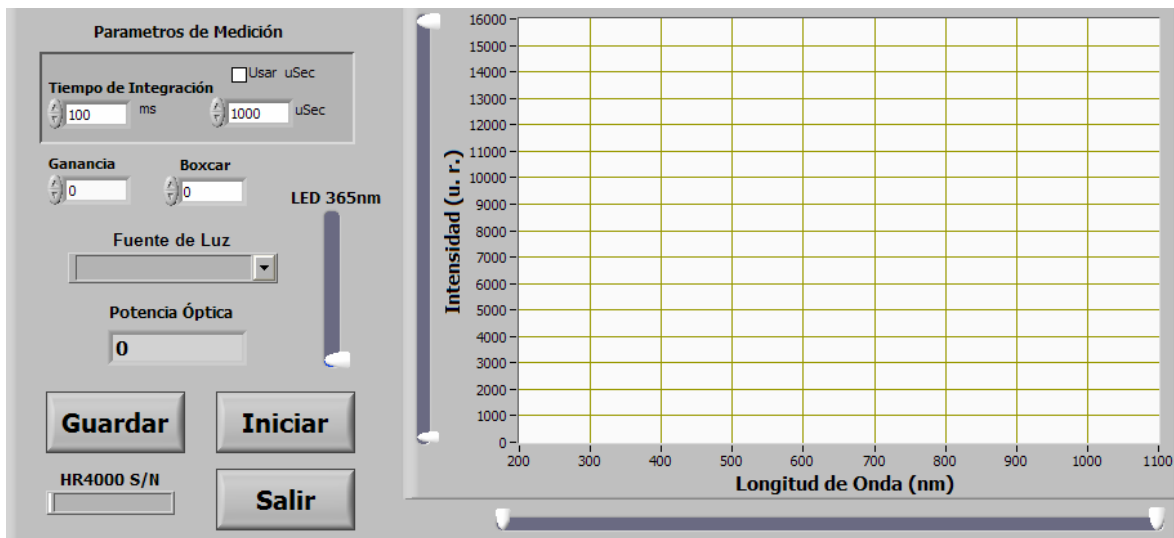 Parametros de Medición
Usar uSec
Tiempo de Integración
100 ms 1000 uSec
Ganancia Boxcar
0 0
LED 365nm
Fuente de Luz
Potencia Óptica
0
Guardar Iniciar
HR4000 S/N
Salir
Intensidad (u. r.)
16000
15000
14000
13000
12000
11000
10000
9000
8000
7000
6000
5000
4000
3000
2000
1000
0
200 300 400 500 600 700 800 900 1000 1100
Longitud de Onda (nm)